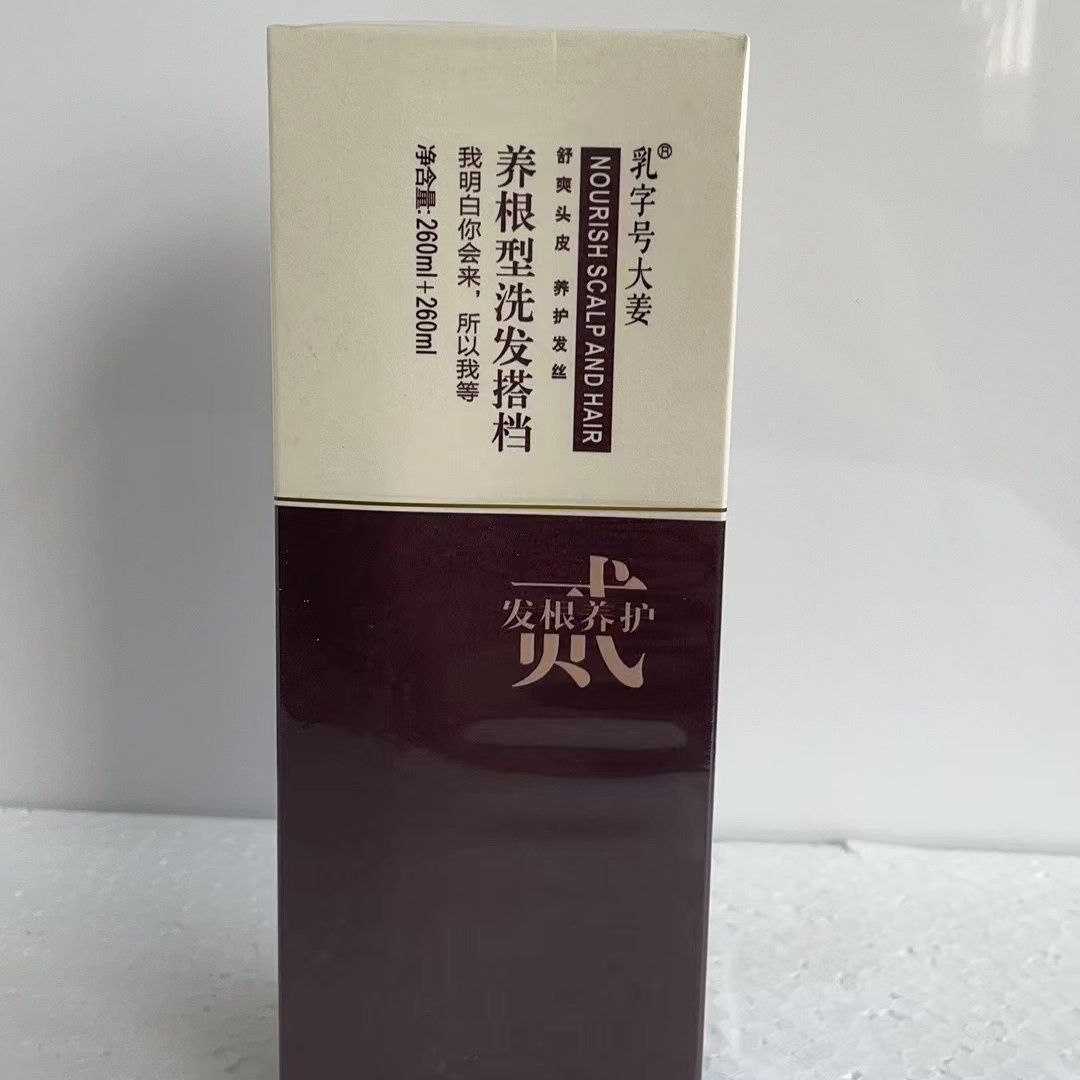 乳字号大姜®
NOURISH SCALP AND HAIR
舒爽头皮 养护发丝
养根型洗发搭档
我明白你会来，所以我等
净含量：260ml+260ml
贰
发根养护